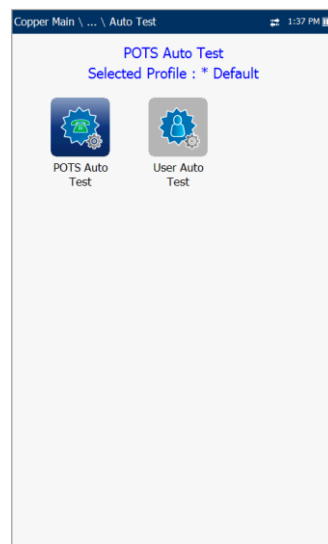 Copper Main \ ... \ Auto Test
1:37 PM
POTS Auto Test
Selected Profile : * Default
POTS Auto
Test
User Auto
Test